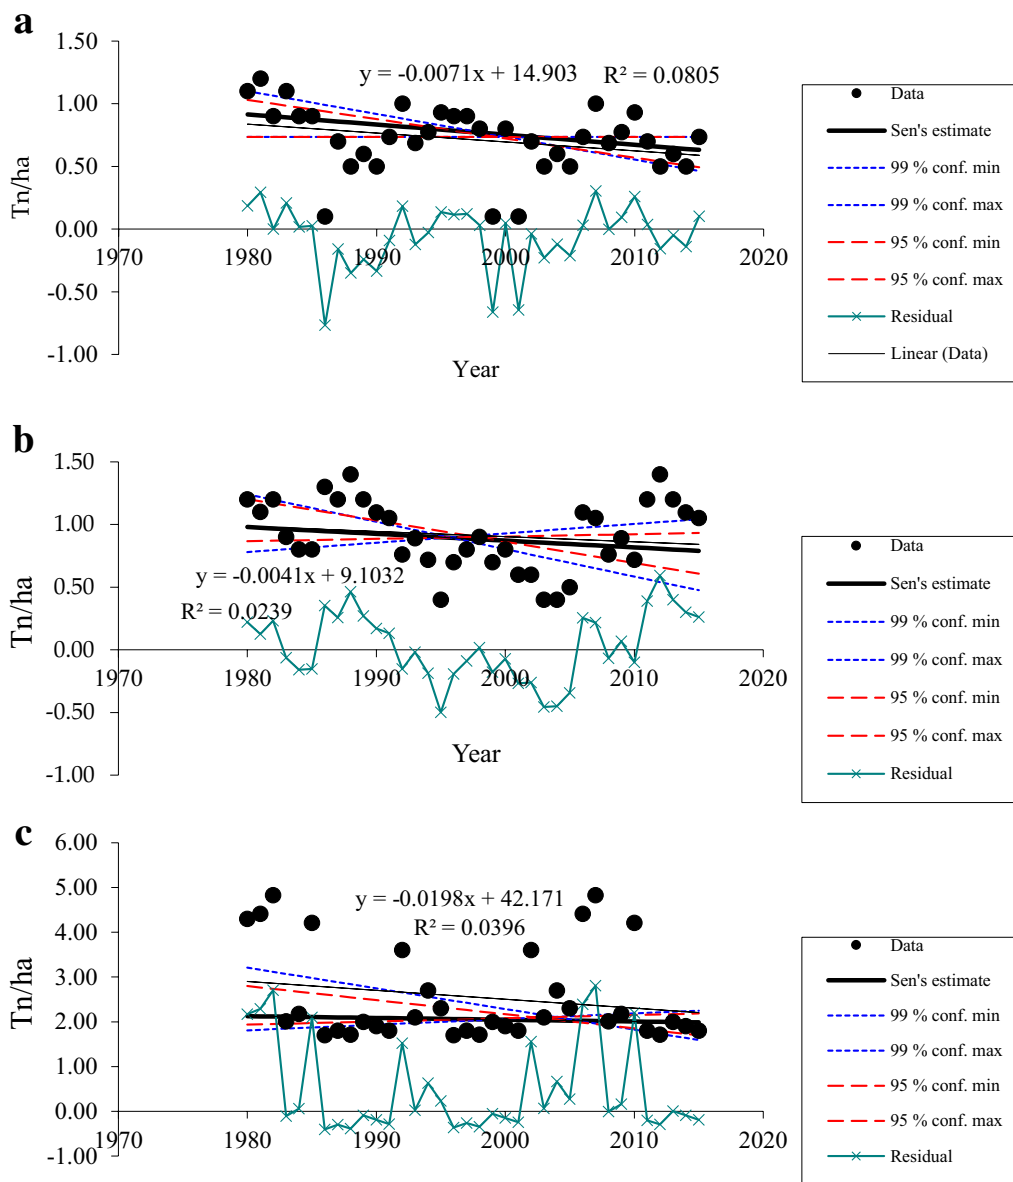 a
1.50
1.00
0.50
0.00
-0.50
-1.00
Tn/ha
y = -0.0071x + 14.903 R² = 0.0805
1970 1980 1990 2000 2010 2020
Year
Data
Sen's estimate
99 % conf. min
99 % conf. max
95 % conf. min
95 % conf. max
Residual
Linear (Data)
b
1.50
1.00
0.50
0.00
-0.50
-1.00
Tn/ha
y = -0.0041x + 9.1032
R² = 0.0239
1970 1980 1990 2000 2010 2020
Year
Data
Sen's estimate
99 % conf. min
99 % conf. max
95 % conf. min
95 % conf. max
Residual
c
6.00
5.00
4.00
3.00
2.00
1.00
0.00
-1.00
Tn/ha
y = -0.0198x + 42.171
R² = 0.0396
1970 1980 1990 2000 2010 2020
Data
Sen's estimate
99 % conf. min
99 % conf. max
95 % conf. min
95 % conf. max
Residual